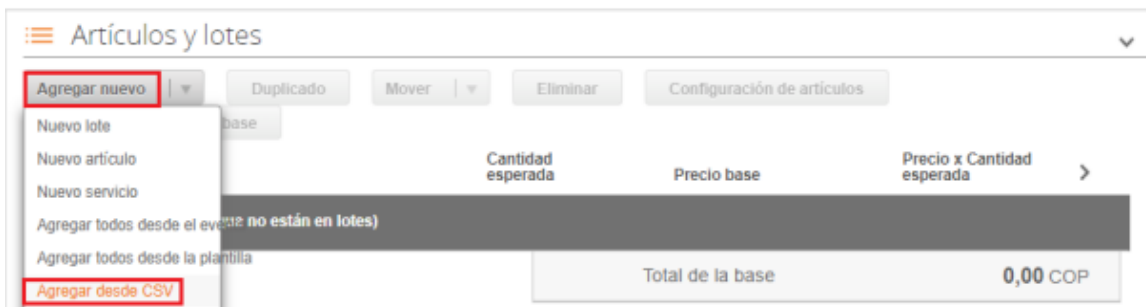 Artículos y lotes
Agregar nuevo Duplicado Mover Eliminar Configuración de artículos
Nuevo lote base
Nuevo artículo
Nuevo servicio
Cantidad esperada Precio base Precio x Cantidad esperada
Agregar todos desde el no están en lotes)
Agregar todos desde la plantilla
Total de la base 0,00 COP
Agregar desde CSV